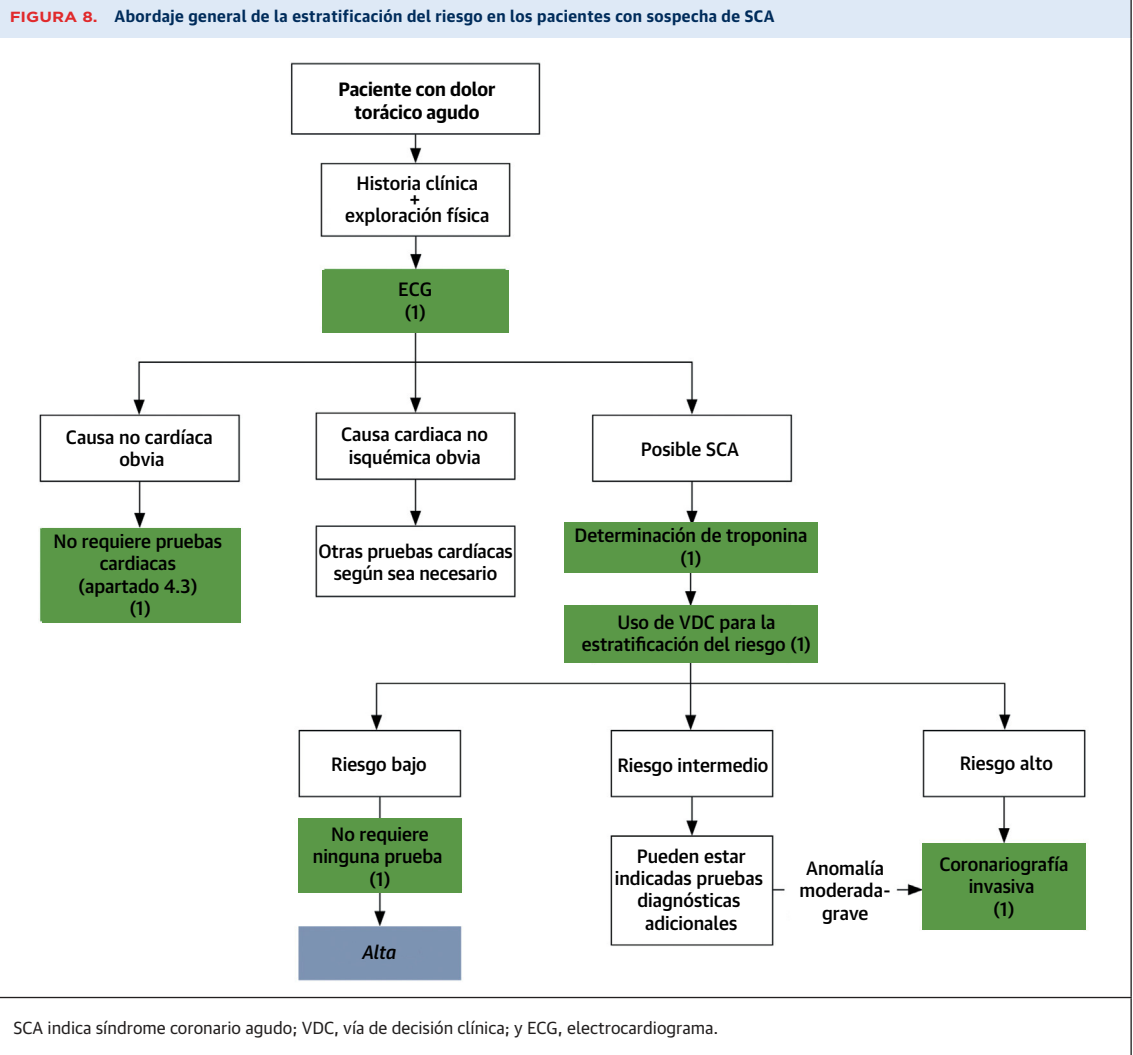 FIGURA 8. Abordaje general de la estratificación del riesgo en los pacientes con sospecha de SCA
Paciente con dolor
torácico agudo
Historia clínica
+
exploración física
ECG
(1)
Causa no cardíaca
obvia
Causa cardiaca no
isquémica obvia
Posible SCA
No requiere pruebas
cardiacas
(apartado 4.3)
(1)
Otras pruebas cardíacas
según sea necesario
Determinación de troponina
(1)
Uso de VDC para la
estratificación del riesgo (1)
Riesgo bajo
Riesgo intermedio
Riesgo alto
No requiere
ninguna prueba
(1)
Pueden estar
indicadas pruebas
diagnósticas
adicionales
Anomalía
moderada-
grave
Coronariografía
invasiva
(1)
Alta
SCA indica síndrome coronario agudo; VDC, vía de decisión clínica; y ECG, electrocardiograma.